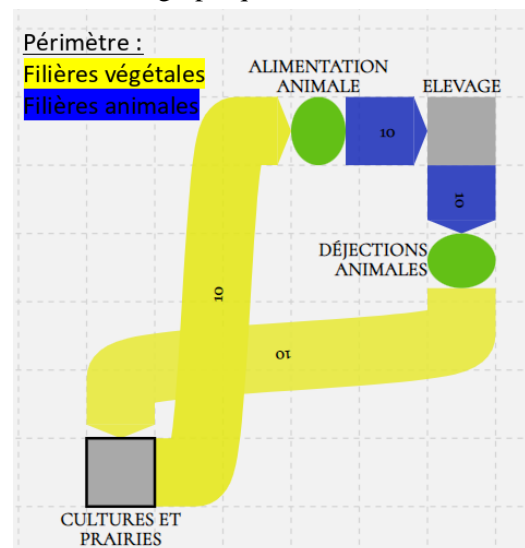 Périmètre :
Filières végétales
Filières animales
ALIMENTATION
ANIMALE
ELEVAGE
10
10
DÉJECTIONS
ANIMALES
10
10
CULTURES ET
PRAIRIES